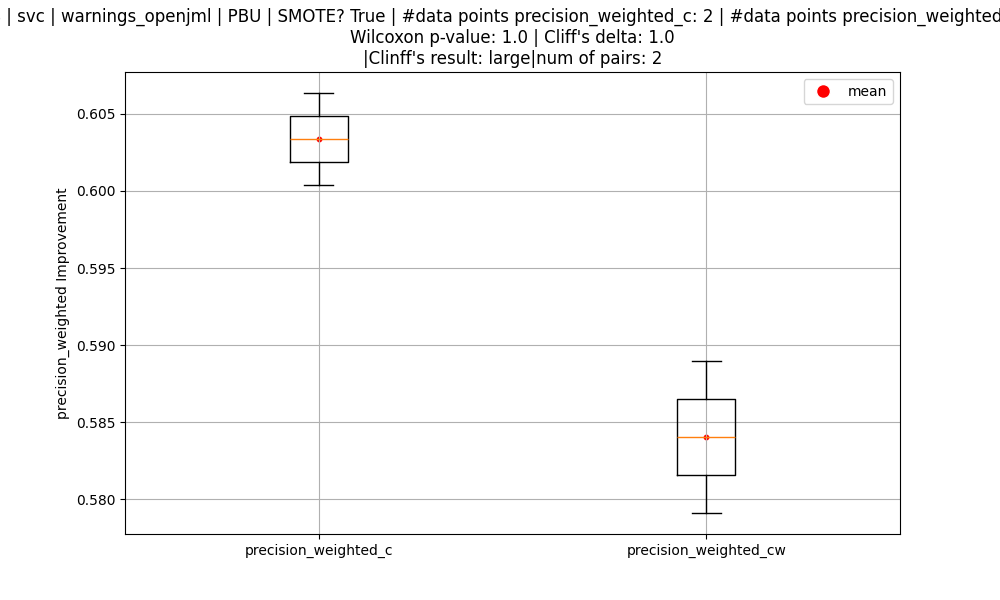 | svc | warnings_openjml | PBU | SMOTE? True | #data points precision_weighted_c: 2 | #data points precision_weighted
Wilcoxon p-value: 1.0 | Cliff's delta: 1.0
|Clinff's result: large|num of pairs: 2
mean
0.605
0.600
0.595
0.590
0.585
0.580
precision_weighted Improvement
precision_weighted_c
precision_weighted_cw